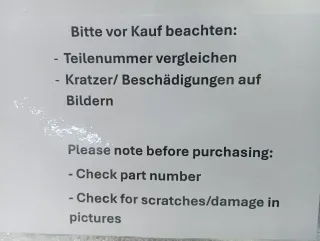 Bitte vor Kauf beachten:
- Teilenummer vergleichen
- Kratzer/ Beschädigungen auf
Bildern
Please note before purchasing:
- Check part number
- Check for scratches/damage in
pictures